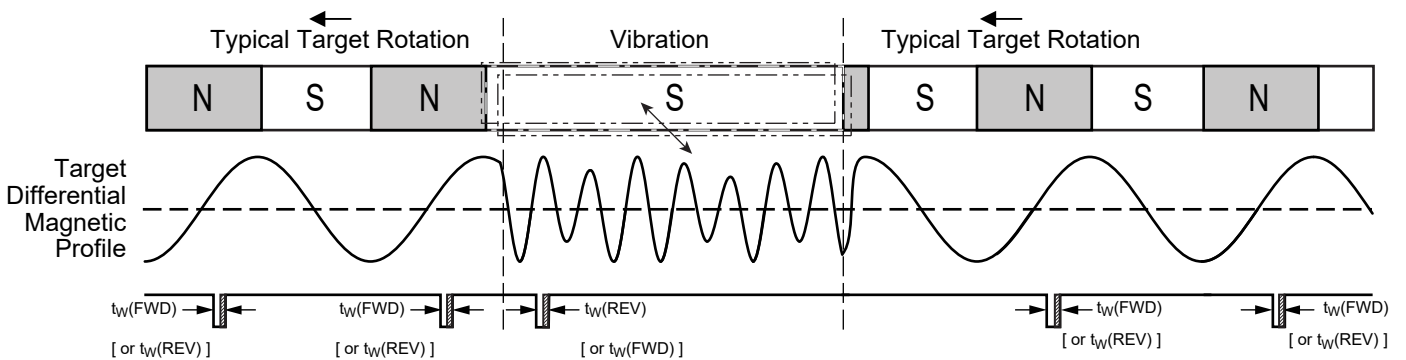 Typical Target Rotation
Vibration
Typical Target Rotation
N S N S S N S N
Target
Differential
Magnetic
Profile
tW(FWD) tW(FWD) tW(REV) tW(FWD) tW(FWD)
[ or tW(REV) ] [ or tW(REV) ] [ or tW(FWD) ] [ or tW(REV) ] [ or tW(REV) ]